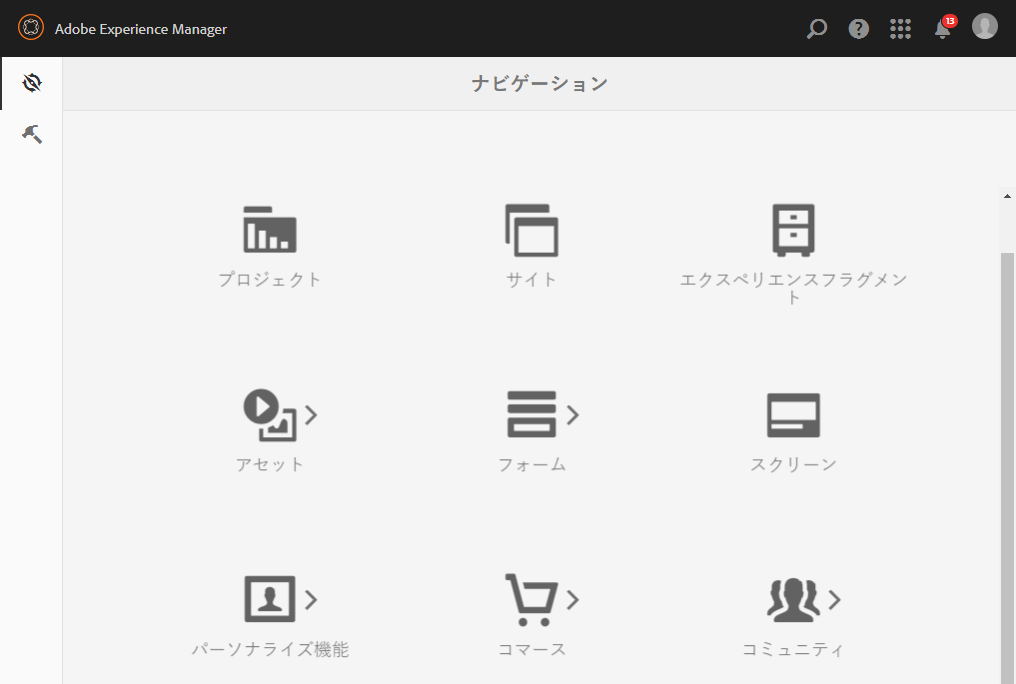 Adobe Experience Manager
?
13
ナビゲーション
プロジェクト
サイト
エクスペリエンスフラグメン
ト
アセット
フォーム
スクリーン
パーソナライズ機能
コマース
コミュニティ